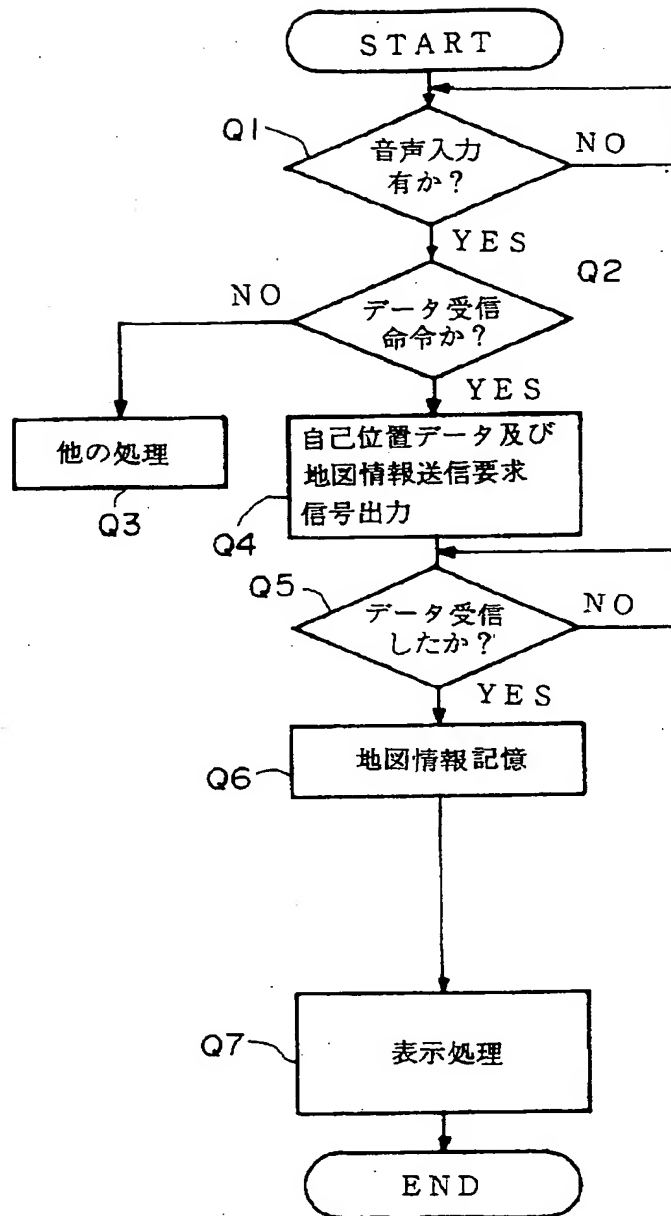 START
Q1
音声入力
有か?
NO
YES
Q2
NO
データ受信
命令か?
YES
他の処理
Q3
自己位置データ及び
地図情報送信要求
信号出力
Q4
Q5
データ受信
したか?
NO
YES
地図情報記憶
Q6
Q7
表示処理
END